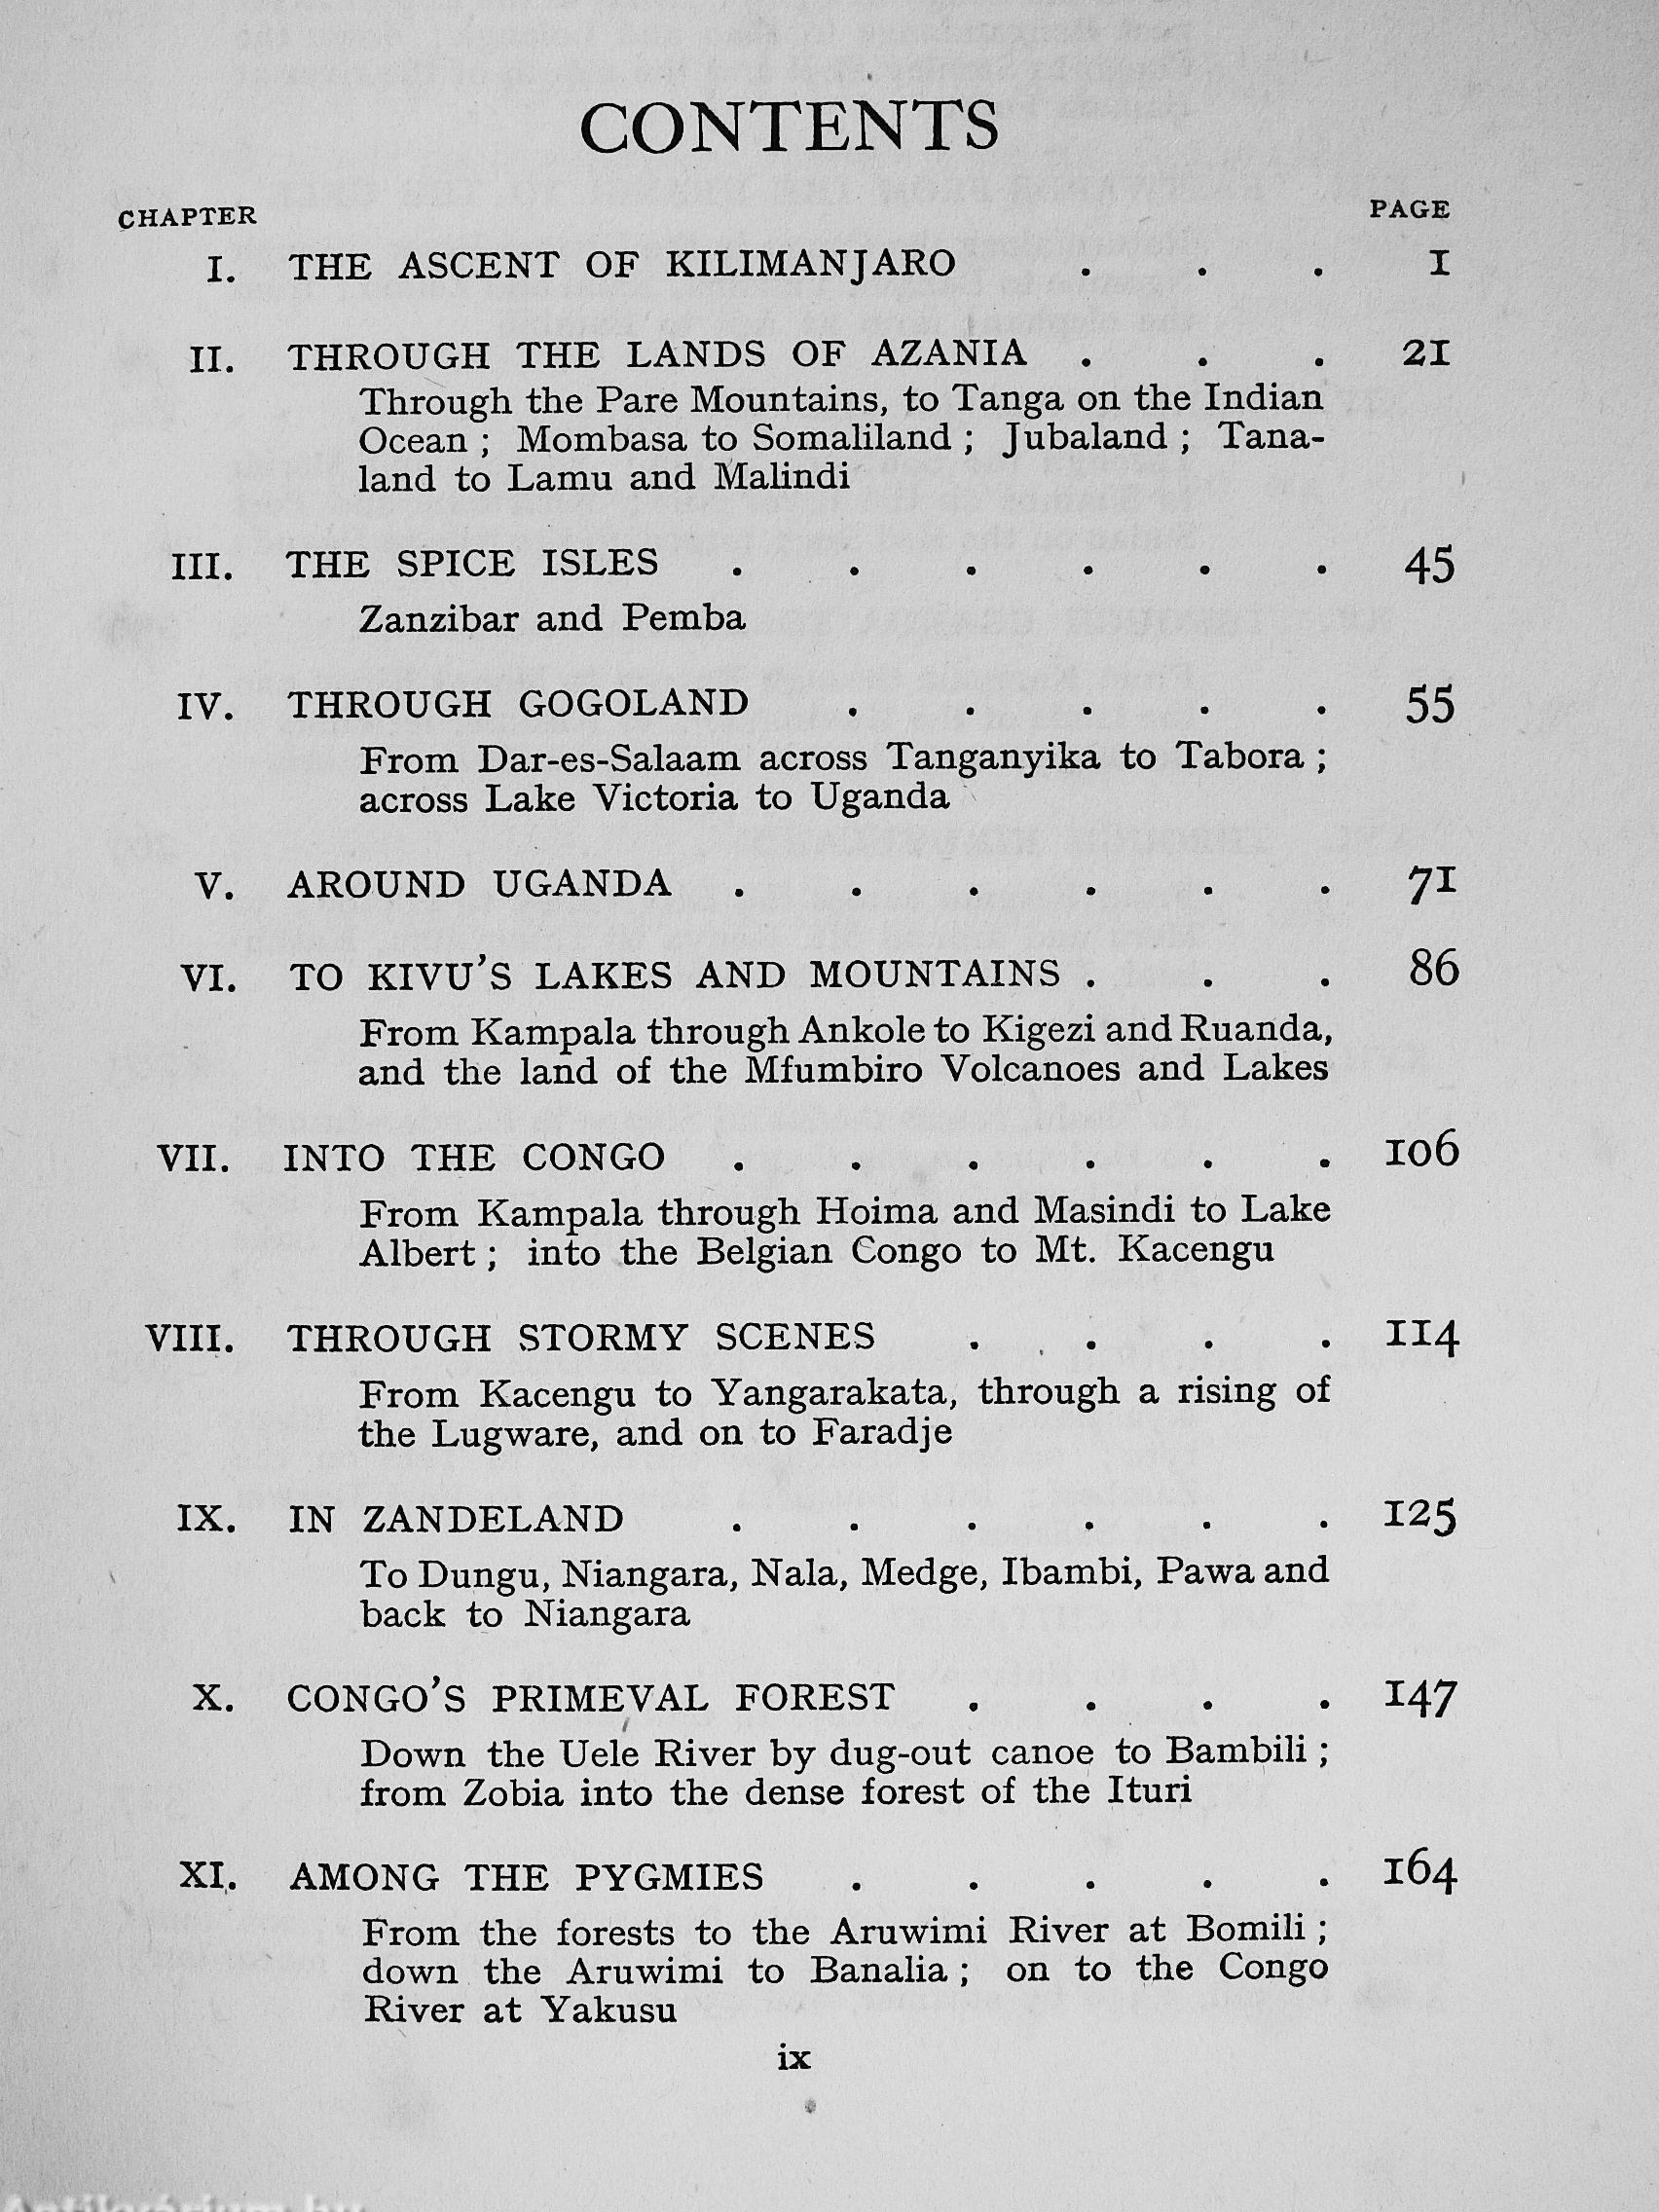 CONTENTS
CHAPTER PAGE
I. THE ASCENT OF KILIMANJARO . . . 1
II. THROUGH THE LANDS OF AZANIA . . . 21
Through the Pare Mountains, to Tanga on the Indian
Ocean ; Mombasa to Somaliland ; Jubaland ; Tana-
land to Lamu and Malindi
III. THE SPICE ISLES . . . . . . 45
Zanzibar and Pemba
IV. THROUGH GOGOLAND . . . . . 55
From Dar-es-Salaam across Tanganyika to Tabora ;
across Lake Victoria to Uganda
V. AROUND UGANDA . . . . . . 71
VI. TO KIVU'S LAKES AND MOUNTAINS . . . 86
From Kampala through Ankole to Kigezi and Ruanda,
and the land of the Mfumbiro Volcanoes and Lakes
VII. INTO THE CONGO . . . . . . 106
From Kampala through Hoima and Masindi to Lake
Albert ; into the Belgian Congo to Mt. Kacengu
VIII. THROUGH STORMY SCENES . . . . 114
From Kacengu to Yangarakata, through a rising of
the Lugware, and on to Faradje
IX. IN ZANDELAND . . . . . . 125
To Dungu, Niangara, Nala, Medge, Ibambi, Pawa and
back to Niangara
X. CONGO'S PRIMEVAL FOREST . . . . 147
Down the Uele River by dug-out canoe to Bambili ;
from Zobia into the dense forest of the Ituri
XI. AMONG THE PYGMIES . . . . . 164
From the forests to the Aruwimi River at Bomili ;
down the Aruwimi to Banalia ; on to the Congo
River at Yakusu
ix